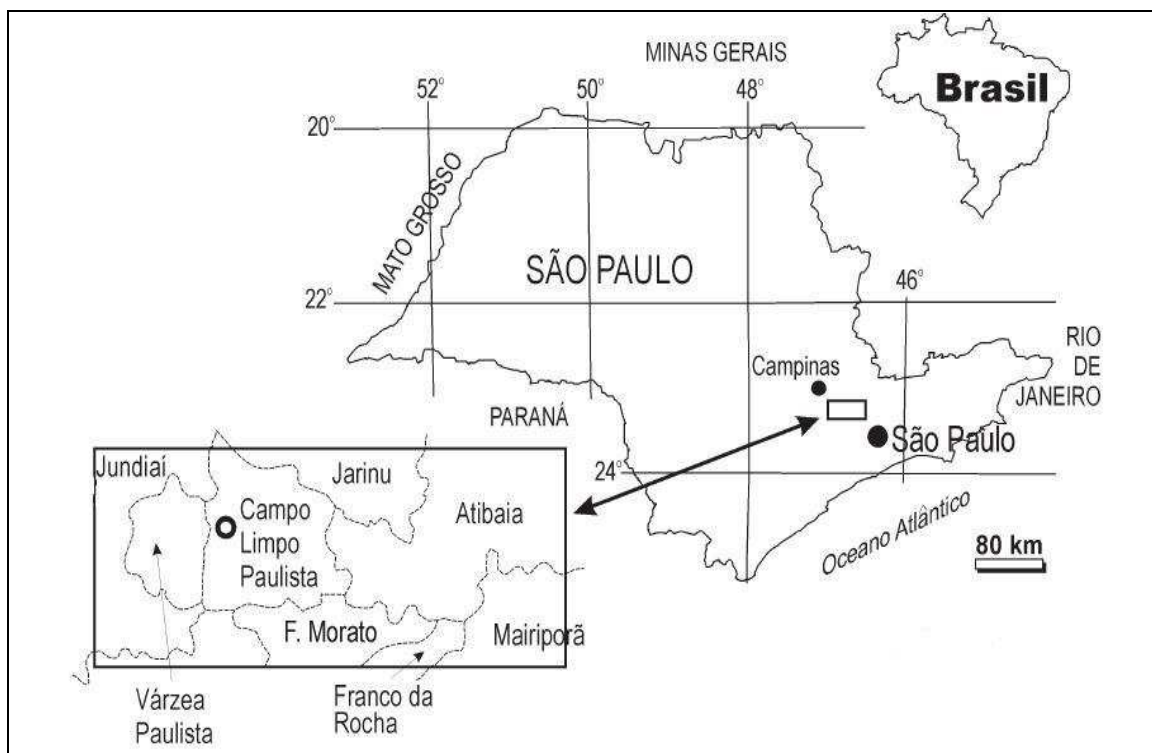 MINAS GERAIS
Brasil
52°
50°
48°
20°
MATO GROSSO
SÃO PAULO
46°
22°
RIO
DE
JANEIRO
Campinas
PARANÁ
São Paulo
24°
Oceano Atlântico
80 km
Jundiaí
Jarinu
Atibaia
Campo
Limpo
Paulista
F. Morato
Mairiporã
Várzea
Paulista
Franco da
Rocha